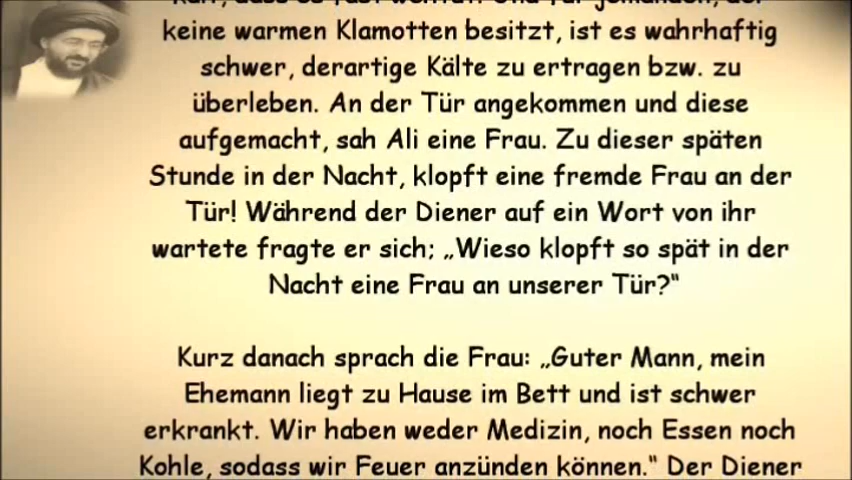 keine warmen Klamotten besitzt, ist es wahrhaftig
schwer, derartige Kälte zu ertragen bzw. zu
überleben. An der Tür angekommen und diese
aufgemacht, sah Ali eine Frau. Zu dieser späten
Stunde in der Nacht, klopft eine fremde Frau an der
Tür! Während der Diener auf ein Wort von ihr
wartete fragte er sich; „Wieso klopft so spät in der
Nacht eine Frau an unserer Tür?“
Kurz danach sprach die Frau: „Guter Mann, mein
Ehemann liegt zu Hause im Bett und ist schwer
erkrankt. Wir haben weder Medizin, noch Essen noch
Kohle, sodass wir Feuer anzünden können.“ Der Diener